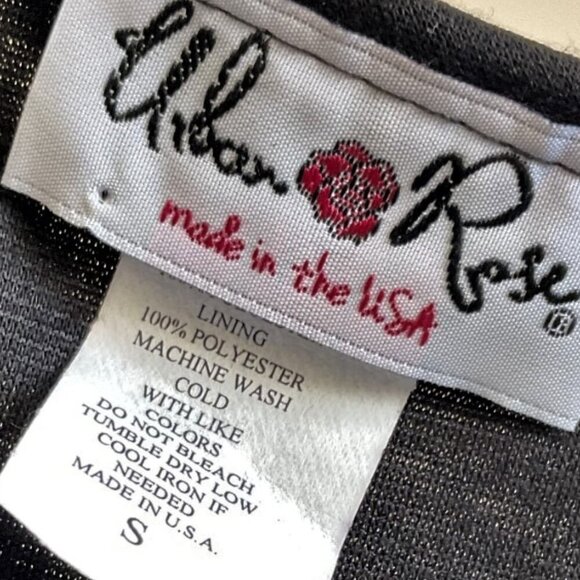 Urban Rose ®
made in the USA
LINING
100% POLYESTER
MACHINE WASH
COLD
WITH LIKE
COLORS
DO NOT BLEACH
TUMBLE DRY LOW
COOL IRON IF
NEEDED
MADE IN U.S.A.
S